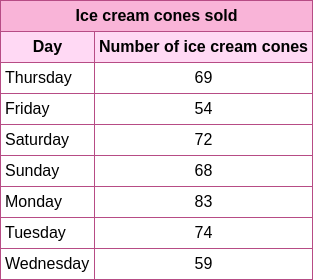 Ice cream cones sold
Day Number of ice cream cones
Thursday 69
Friday 54
Saturday 72
Sunday 68
Monday 83
Tuesday 74
Wednesday 59